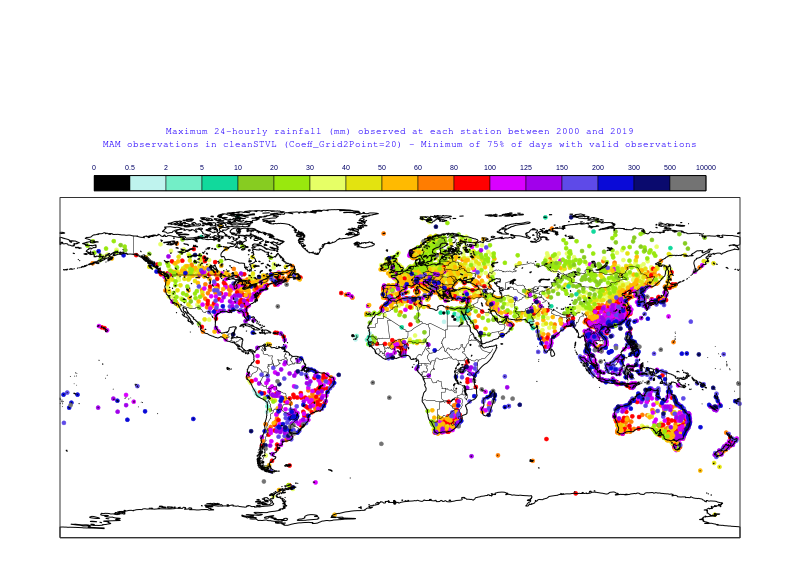 Maximum 24-hourly rainfall (mm) observed at each station between 2000 and 2019
MAM observations in cleanSTVL (Coeff_Grid2Point=20) - Minimum of 75% of days with valid observations
0 0.5 2 5 10 20 30 40 50 60 80 100 125 150 200 300 500 10000